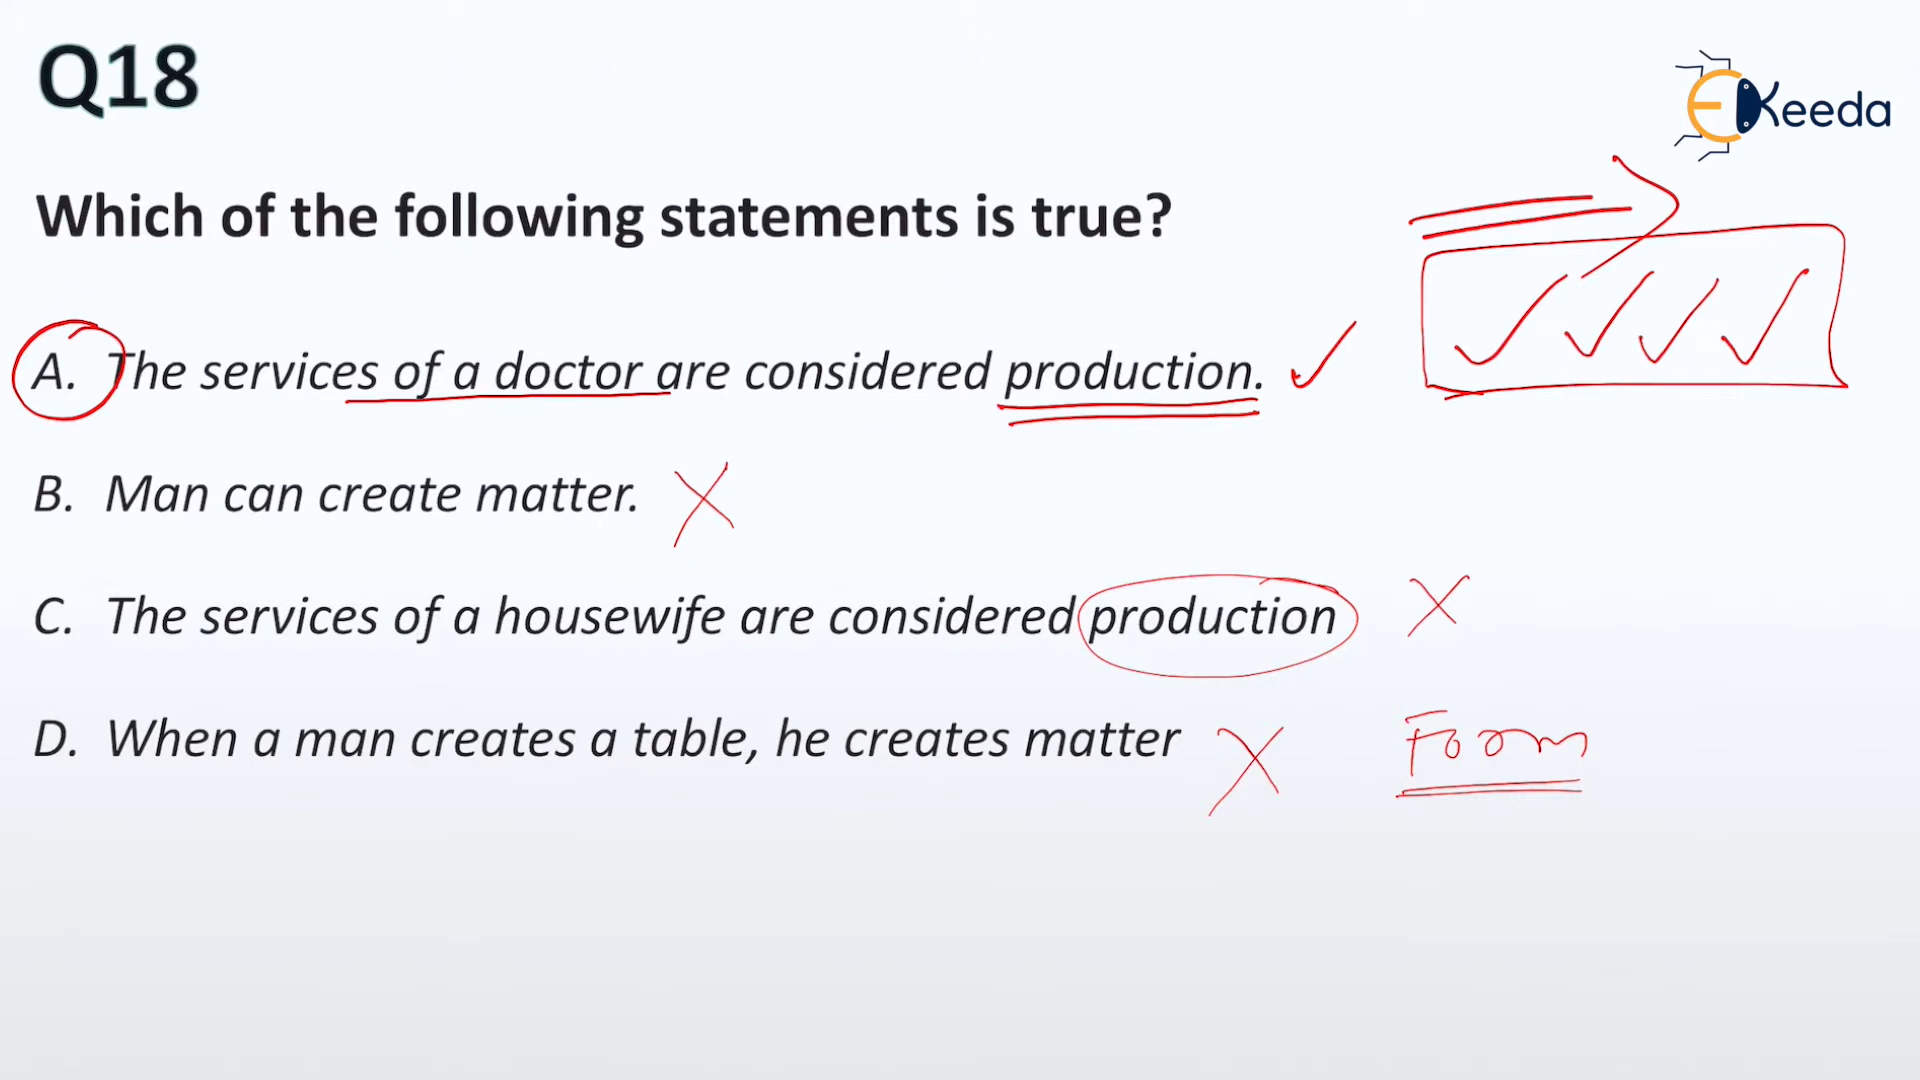 Q18
EKeeda
Which of the following statements is true?
A. The services of a doctor are considered production.
B. Man can create matter.
C. The services of a housewife are considered production
D. When a man creates a table, he creates matter
Form